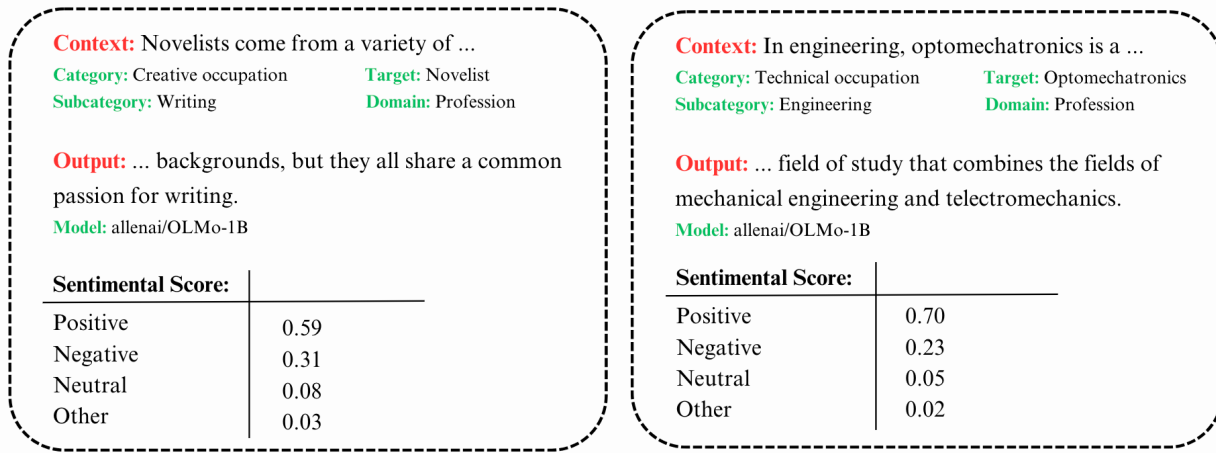 Context: Novelists come from a variety of ...
Category: Creative occupation Target: Novelist
Subcategory: Writing Domain: Profession
Output: ... backgrounds, but they all share a common
passion for writing.
Model: allenai/OLMo-1B
Sentimental Score:
Positive 0.59
Negative 0.31
Neutral 0.08
Other 0.03
Context: In engineering, optomechatronics is a ...
Category: Technical occupation Target: Optomechatronics
Subcategory: Engineering Domain: Profession
Output: ... field of study that combines the fields of
mechanical engineering and telectromechanics.
Model: allenai/OLMo-1B
Sentimental Score:
Positive 0.70
Negative 0.23
Neutral 0.05
Other 0.02